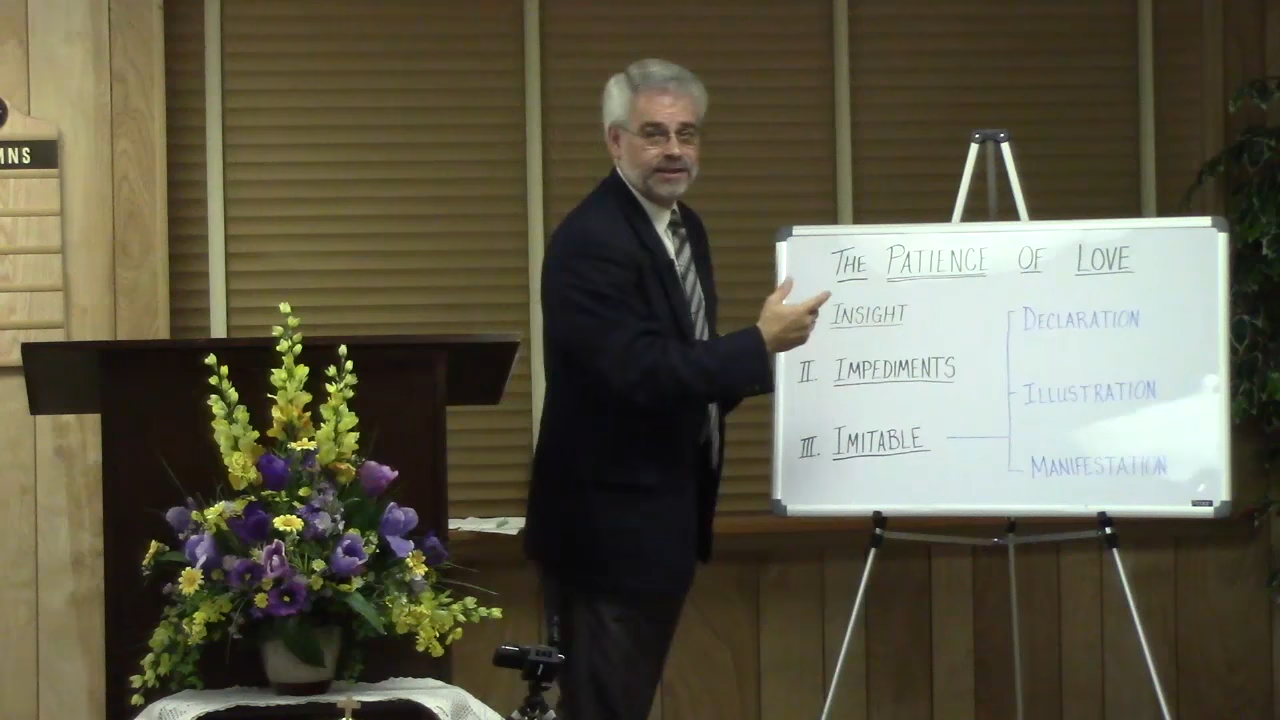 MNS
THE PATIENCE OF LOVE
INSIGHT
II. IMPEDIMENTS
III. IMITABLE
DECLARATION
ILLUSTRATION
MANIFESTATION